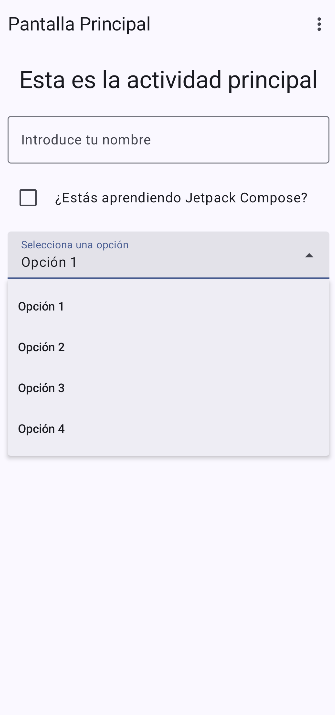 Pantalla Principal
Esta es la actividad principal
Introduce tu nombre
¿Estás aprendiendo Jetpack Compose?
Selecciona una opción
Opción 1
Opción 1
Opción 2
Opción 3
Opción 4